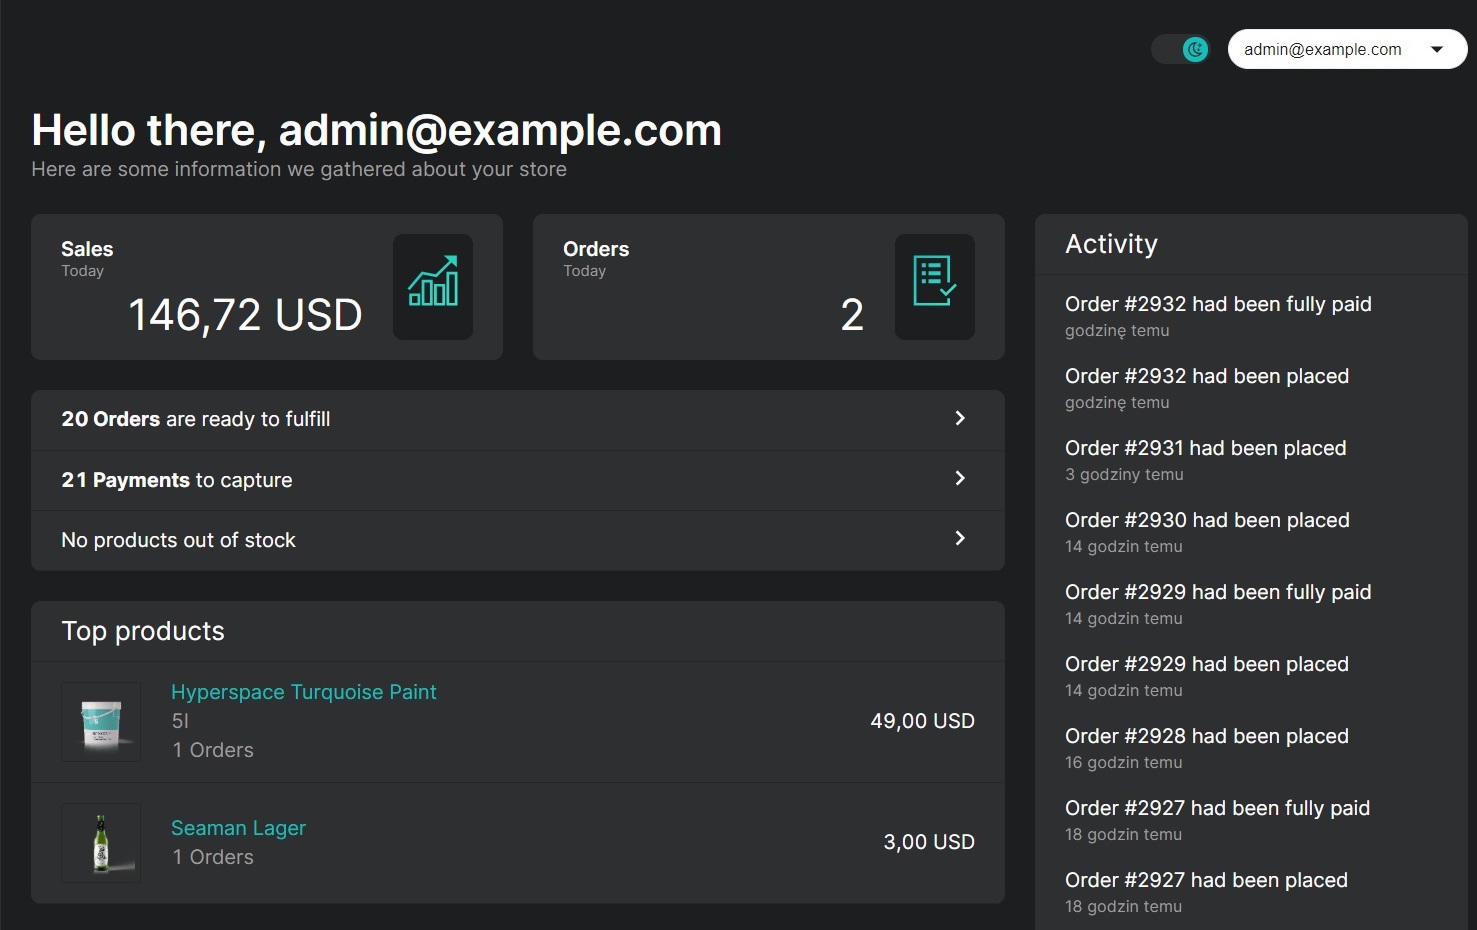 admin@example.com
Hello there, admin@example.com
Here are some information we gathered about your store
Sales
Today
146,72 USD
Orders
Today
2
20 Orders are ready to fulfill
21 Payments to capture
No products out of stock
Top products
Hyperspace Turquoise Paint
5l
1 Orders
49,00 USD
Seaman Lager
1 Orders
3,00 USD
Activity
Order #2932 had been fully paid
godzinę temu
Order #2932 had been placed
godzinę temu
Order #2931 had been placed
3 godziny temu
Order #2930 had been placed
14 godzin temu
Order #2929 had been fully paid
14 godzin temu
Order #2929 had been placed
14 godzin temu
Order #2928 had been placed
16 godzin temu
Order #2927 had been fully paid
18 godzin temu
Order #2927 had been placed
18 godzin temu